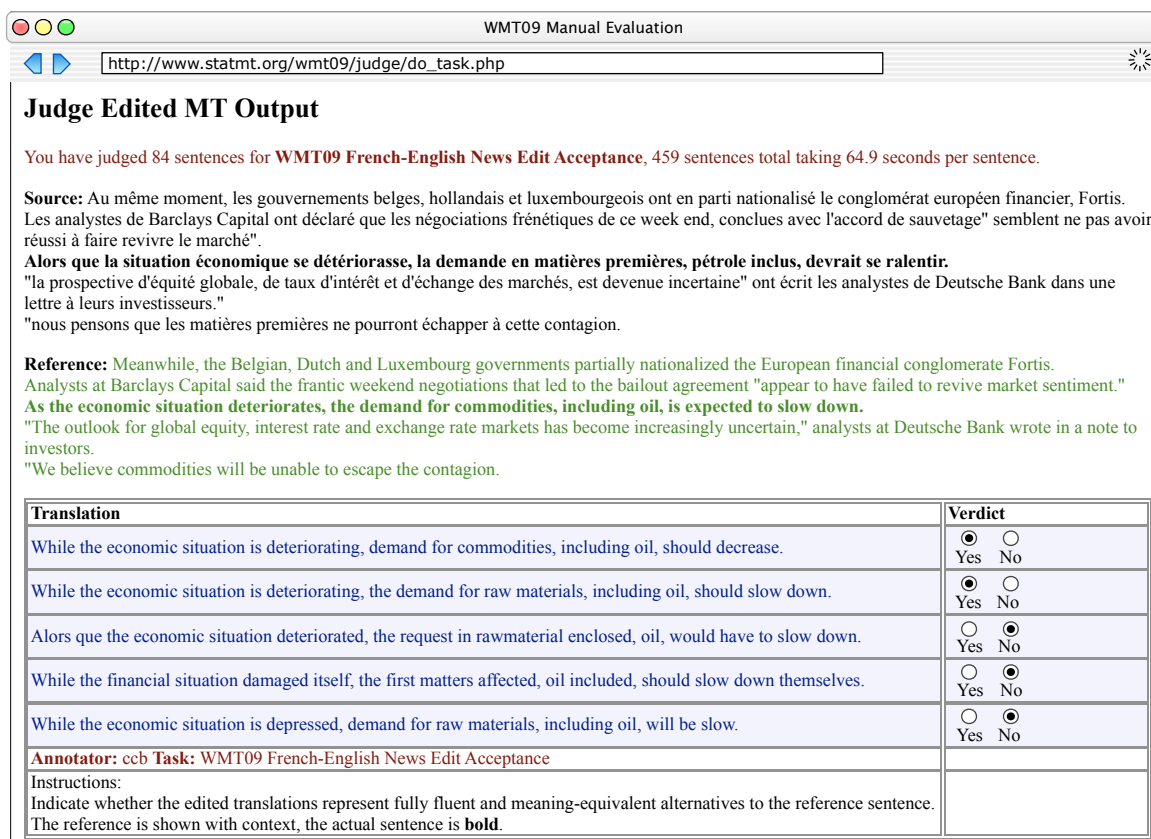 WMT09 Manual Evaluation
http://www.statmt.org/wmt09/judge/do_task.php
Judge Edited MT Output
You have judged 84 sentences for WMT09 French-English News Edit Acceptance, 459 sentences total taking 64.9 seconds per sentence.
Source: Au même moment, les gouvernements belges, hollandais et luxembourgeois ont en parti nationalisé le conglomérat européen financier, Fortis.
Les analystes de Barclays Capital ont déclaré que les négociations frénétiques de ce week end, conclues avec l'accord de sauvetage" semblent ne pas avoir
réussi à faire revivre le marché".
Alors que la situation économique se détériorasse, la demande en matières premières, pétrole inclus, devrait se ralentir.
"la prospective d'équité globale, de taux d'intérêt et d'échange des marchés, est devenue incertaine" ont écrit les analystes de Deutsche Bank dans une
lettre à leurs investisseurs."
"nous pensons que les matières premières ne pourront échapper à cette contagion.
Reference: Meanwhile, the Belgian, Dutch and Luxembourg governments partially nationalized the European financial conglomerate Fortis.
Analysts at Barclays Capital said the frantic weekend negotiations that led to the bailout agreement "appear to have failed to revive market sentiment."
As the economic situation deteriorates, the demand for commodities, including oil, is expected to slow down.
"The outlook for global equity, interest rate and exchange rate markets has become increasingly uncertain," analysts at Deutsche Bank wrote in a note to
investors.
"We believe commodities will be unable to escape the contagion.
Translation Verdict
While the economic situation is deteriorating, demand for commodities, including oil, should decrease.
Yes No
While the economic situation is deteriorating, the demand for raw materials, including oil, should slow down.
Yes No
Alors que the economic situation deteriorated, the request in rawmaterial enclosed, oil, would have to slow down.
Yes No
While the financial situation damaged itself, the first matters affected, oil included, should slow down themselves.
Yes No
While the economic situation is depressed, demand for raw materials, including oil, will be slow.
Yes No
Annotator: ccb Task: WMT09 French-English News Edit Acceptance
Instructions:
Indicate whether the edited translations represent fully fluent and meaning-equivalent alternatives to the reference sentence.
The reference is shown with context, the actual sentence is bold.